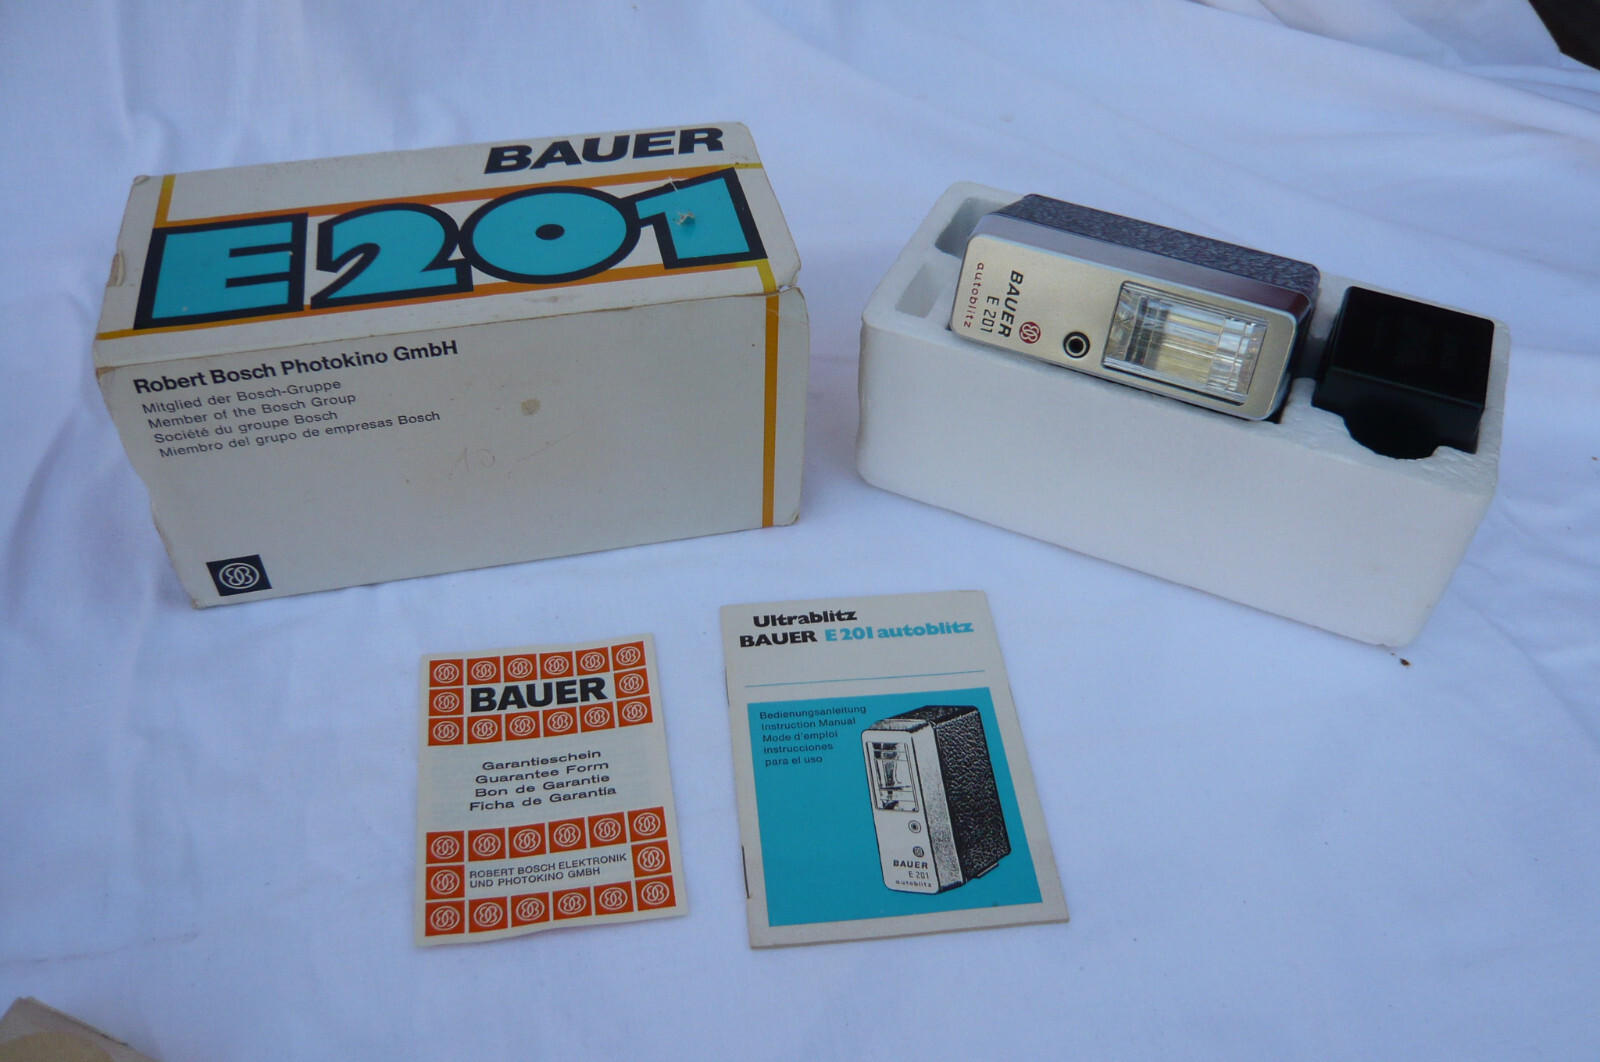 BAUER
E201
Robert Bosch Photokino GmbH
Mitglied der Bosch-Gruppe
Member of the Bosch Group
Société du groupe Bosch
Miembro del grupo de empresas Bosch
10
BAUER
E 201
autoblitz
BAUER
Garantieschein
Guarantee Form
Bon de Garantie
Ficha de Garantia
ROBERT BOSCH ELEKTRONIK
UND PHOTOKINO GMBH
Ultrablitz
BAUER E 201 autoblitz
Bedienungsanleitung
Instruction Manual
Mode d'emploi
instrucciones
para el uso
BAUER
E 201
autoblitz